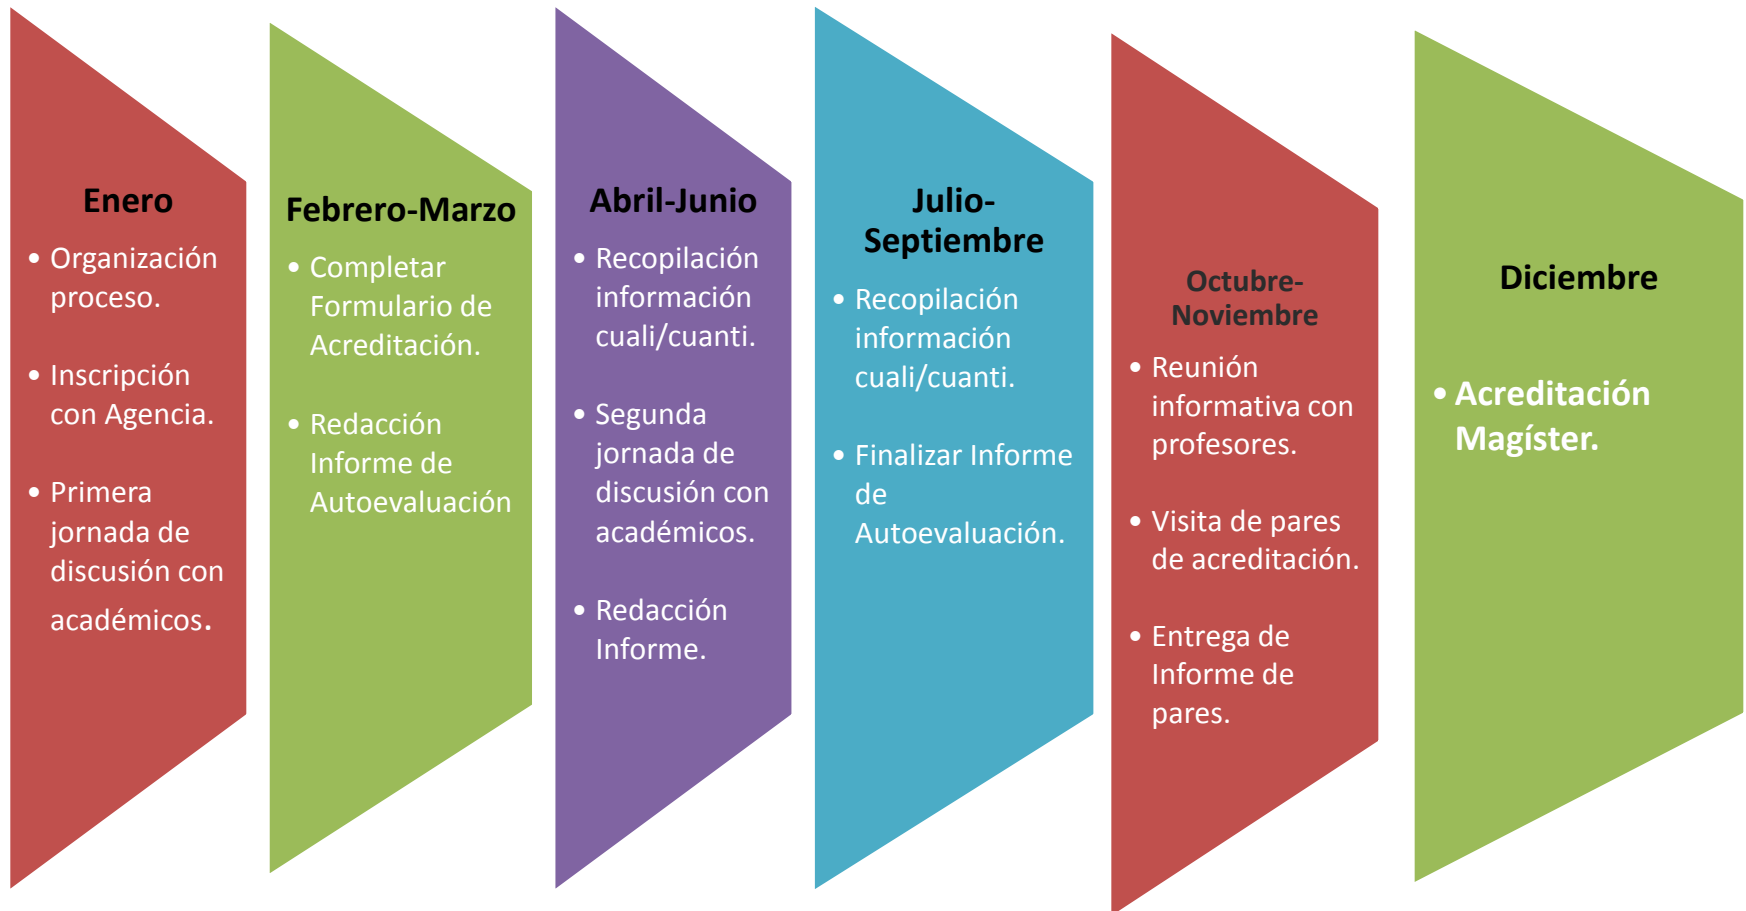 Enero
• Organización
proceso.
• Inscripción
con Agencia.
• Primera
jornada de
discusión con
académicos.
Febrero-Marzo
• Completar
Formulario de
Acreditación.
• Redacción
Informe de
Autoevaluación
Abril-Junio
• Recopilación
información
cuali/cuanti.
• Segunda
jornada de
discusión con
académicos.
• Redacción
Informe.
Julio-
Septiembre
• Recopilación
información
cuali/cuanti.
• Finalizar Informe
de
Autoevaluación.
Octubre-
Noviembre
• Reunión
informativa con
profesores.
• Visita de pares
de acreditación.
• Entrega de
Informe de
pares.
Diciembre
• Acreditación
Magíster.